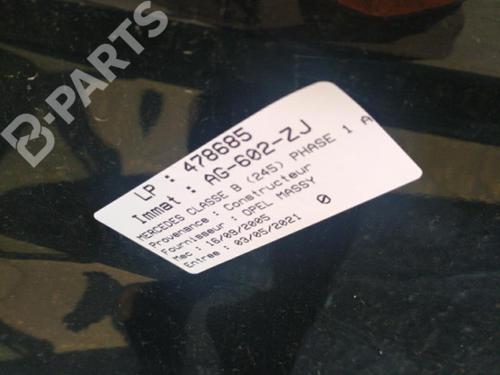 B-PARTS
LP : 478685
Immat : AG-602-ZJ
MERCEDES CLASSE B (245) PHASE 1 A
Provenance : Constructeur
Fournisseur : OPEL MASSY
Mec : 16/09/2005
Entree : 03/05/2021
0